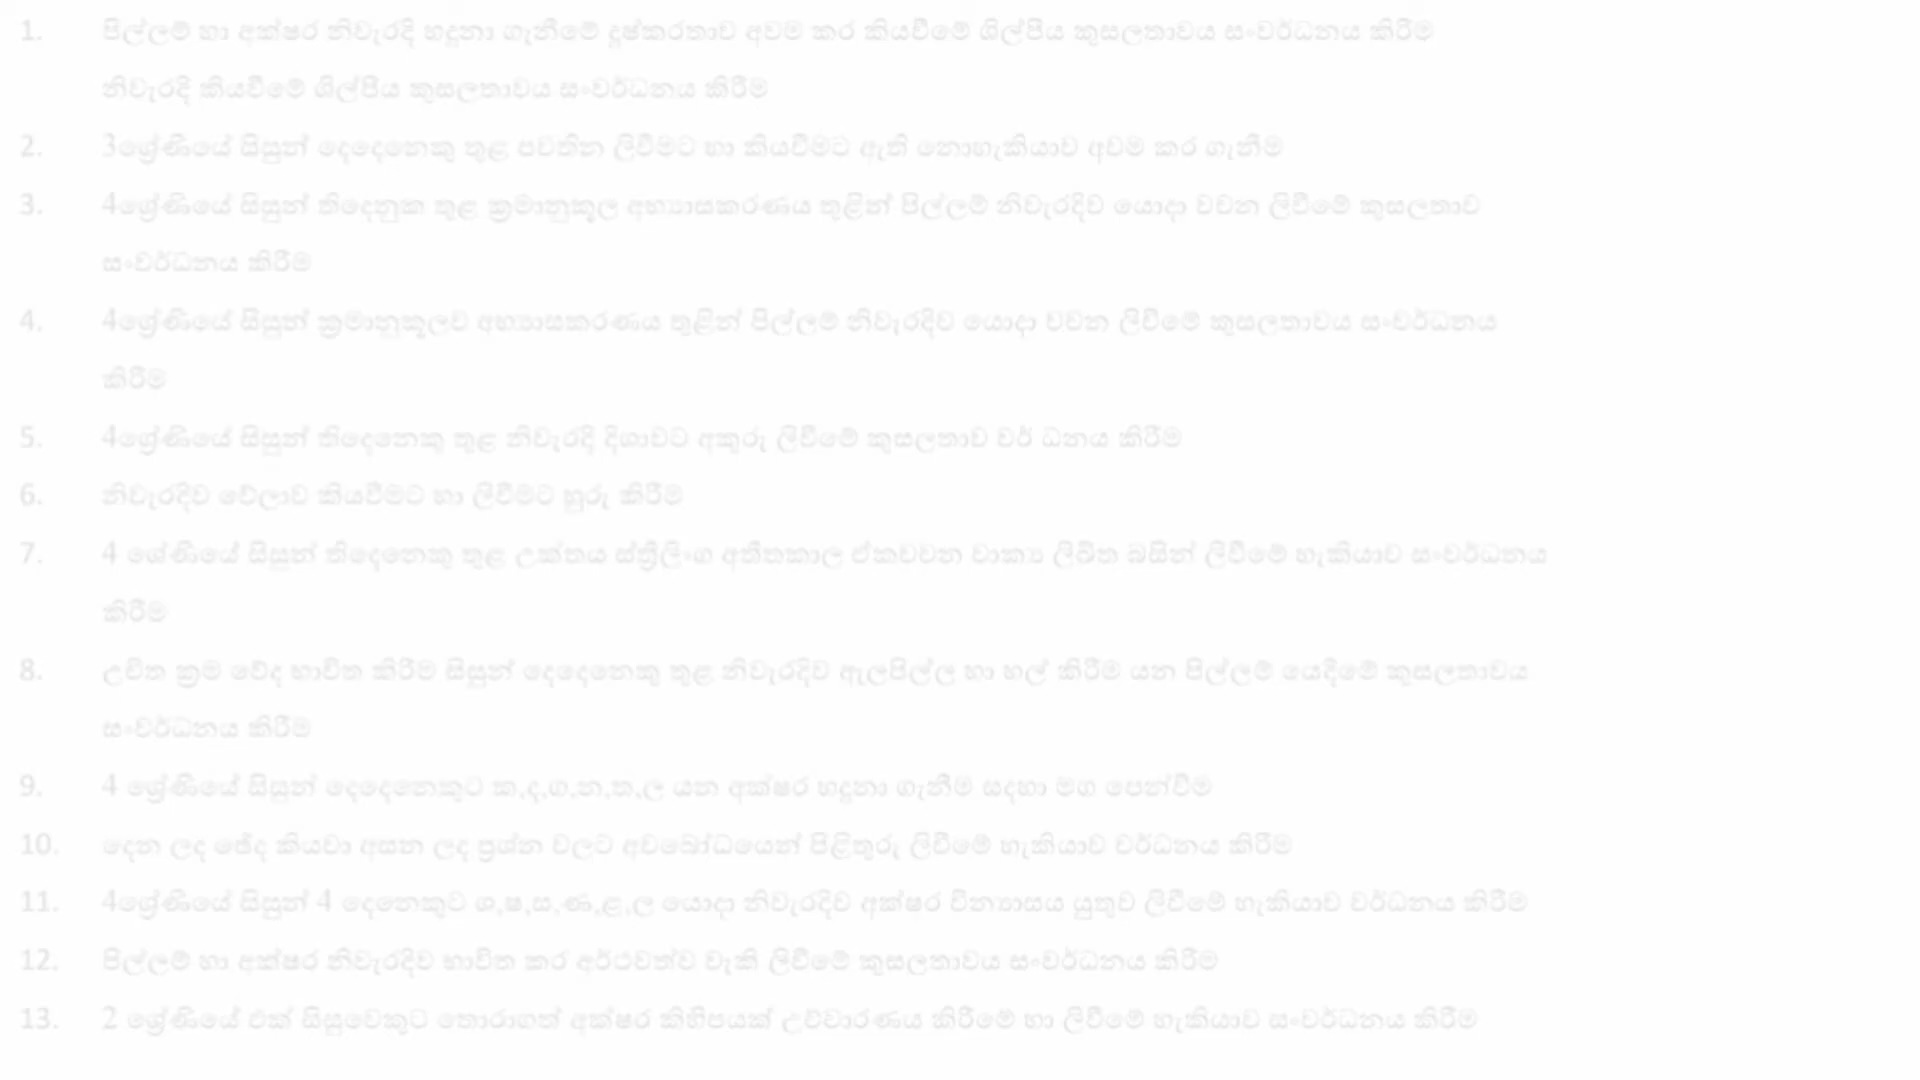 1. පිල්ලම් හා අක්ෂර නිවැරදි හදුනා ගැනීමේ දුෂ්කරතාව අවම කර කියවීමේ ශිල්පීය කුසලතාවය සංවර්ධනය කිරීම
නිවැරදි කියවීමේ ශිල්පීය කුසලතාවය සංවර්ධනය කිරීම
2. 3ශ්‍රේණියේ සිසුන් දෙදෙනෙකු තුළ පවතින ලිවීමට හා කියවීමට ඇති නොහැකියාව අවම කර ගැනීම
3. 4ශ්‍රේණියේ සිසුන් තිදෙනුක තුළ ක්‍රමානුකූල අභ්‍යාසකරණය තුළින් පිල්ලම් නිවැරදිව යොදා වචන ලිවීමේ කුසලතාව
සංවර්ධනය කිරීම
4. 4ශ්‍රේණියේ සිසුන් ක්‍රමානුකූලව අභ්‍යාසකරණය තුළින් පිල්ලම් නිවැරදිව යොදා වචන ලිවීමේ කුසලතාවය සංවර්ධනය
කිරීම
5. 4ශ්‍රේණියේ සිසුන් තිදෙනෙකු තුළ නිවැරදි දිශාවට අකුරු ලිවීමේ කුසලතාව වර් ධනය කිරීම
6. නිවැරදිව වේලාව කියවීමට හා ලිවීමට හුරු කිරීම
7. 4 ශේණියේ සිසුන් තිදෙනෙකු තුළ උක්තය ස්ත්‍රීලිංග අතීතකාල ඒකවචන වාක්‍ය ලිඛිත බසින් ලිවීමේ හැකියාව සංවර්ධනය
කිරීම
8. උචිත ක්‍රම වේද භාවිත කිරීම සිසුන් දෙදෙනෙකු තුළ නිවැරදිව ඇලපිල්ල හා හල් කිරීම යන පිල්ලම් යෙදීමේ කුසලතාවය
සංවර්ධනය කිරීම
9. 4 ශ්‍රේණියේ සිසුන් දෙදෙනෙකුට ක,ද,ග,න,ත,ල යන අක්ෂර හදුනා ගැනීම සදහා මග පෙන්වීම
10. දෙන ලද ඡේද කියවා අසන ලද ප්‍රශ්න වලට අවබෝධයෙන් පිළිතුරු ලිවීමේ හැකියාව වර්ධනය කිරීම
11. 4ශ්‍රේණියේ සිසුන් 4 දෙනෙකුට ශ,ෂ,ස,ණ,ළ,ල යොදා නිවැරදිව අක්ෂර වින්‍යාසය යුතුව ලිවීමේ හැකියාව වර්ධනය කිරීම
12. පිල්ලම් හා අක්ෂර නිවැරදිව භාවිත කර අර්ථවත්ව වැකි ලිවීමේ කුසලතාවය සංවර්ධනය කිරීම
13. 2 ශ්‍රේණියේ එක් සිසුවෙකුට තොරාගත් අක්ෂර කිහිපයක් උච්චාරණය කිරීමේ හා ලිවීමේ හැකියාව සංවර්ධනය කිරීම